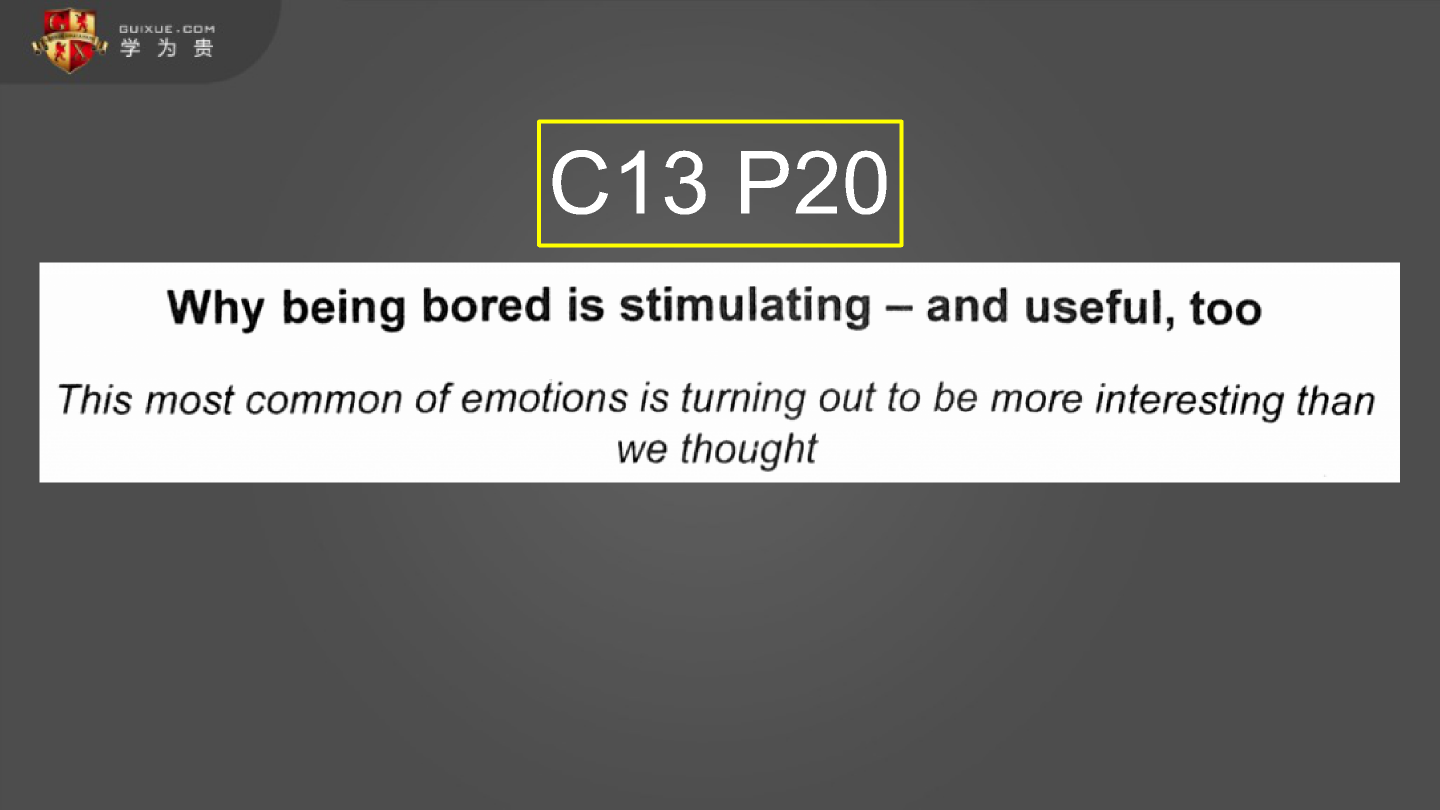 GUIXUE.COM
学为贵
C13 P20
Why being bored is stimulating – and useful, too
This most common of emotions is turning out to be more interesting than
we thought